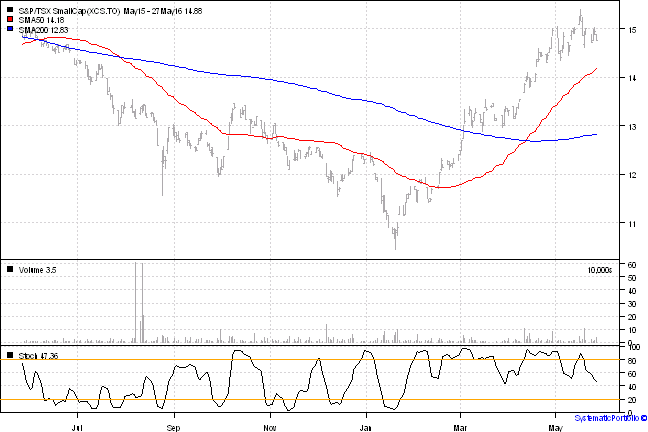 S&P/TSX SmallCap(XCS.TO) May15 - 27May16 14.88
SMA50 14.18
SMA200 12.83
15
14
13
12
11
Volume 3.5
10,000s
60
50
40
30
20
10
0
Stoch 47.36
100
80
60
40
20
0
Jul Sep Nov Jan Mar May
SystematicPortfolio ©